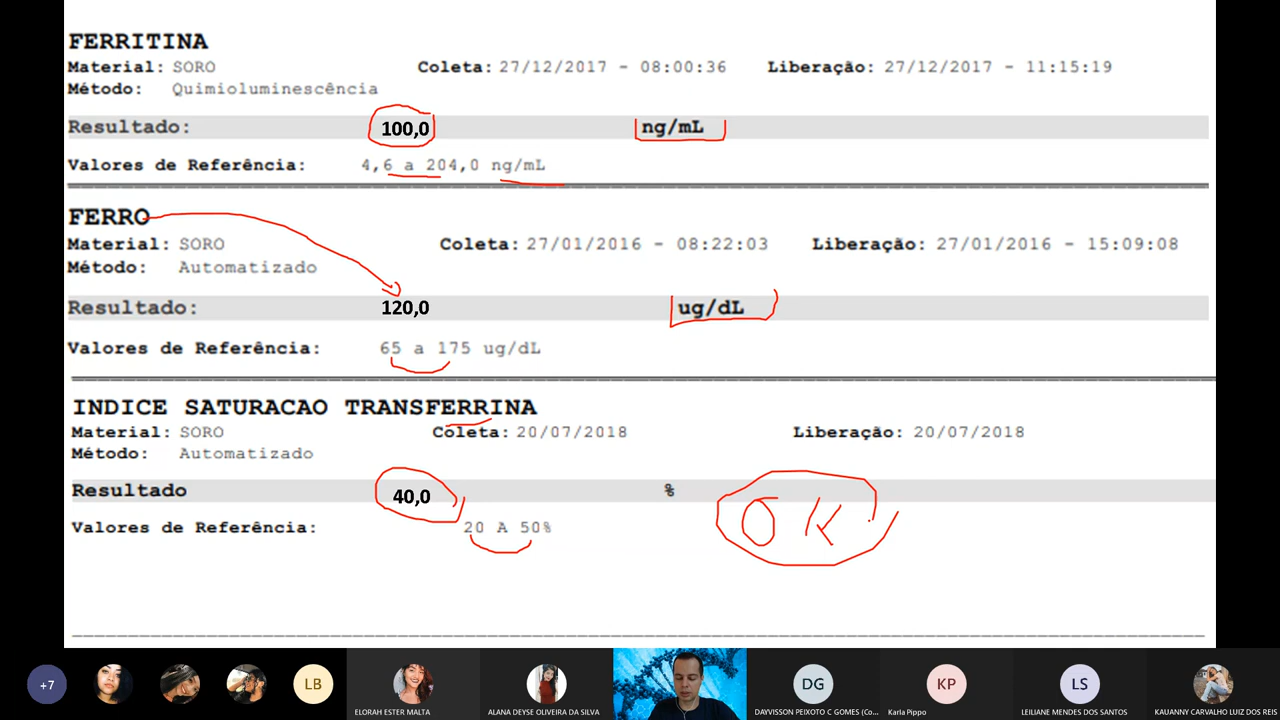 FERRITINA
Material: SORO Coleta: 27/12/2017 - 08:00:36 Liberação: 27/12/2017 - 11:15:19
Método: Quimioluminescência
Resultado: 100,0 ng/mL
Valores de Referência: 4,6 a 204,0 ng/mL
FERRO
Material: SORO Coleta: 27/01/2016 - 08:22:03 Liberação: 27/01/2016 - 15:09:08
Método: Automatizado
Resultado: 120,0 ug/dL
Valores de Referência: 65 a 175 ug/dL
INDICE SATURACAO TRANSFERRINA
Material: SORO Coleta: 20/07/2018 Liberação: 20/07/2018
Método: Automatizado
Resultado 40,0 %
Valores de Referência: 20 A 50%
OK
+7 LB DG KP LS
ELORAH ESTER MALTA ALANA DEYSE OLIVEIRA DA SILVA DAYVISSON PEIXOTO C GOMES (Co... Karla Pippo LEILIANE MENDES DOS SANTOS KAUANNY CARVALHO LUIZ DOS REIS